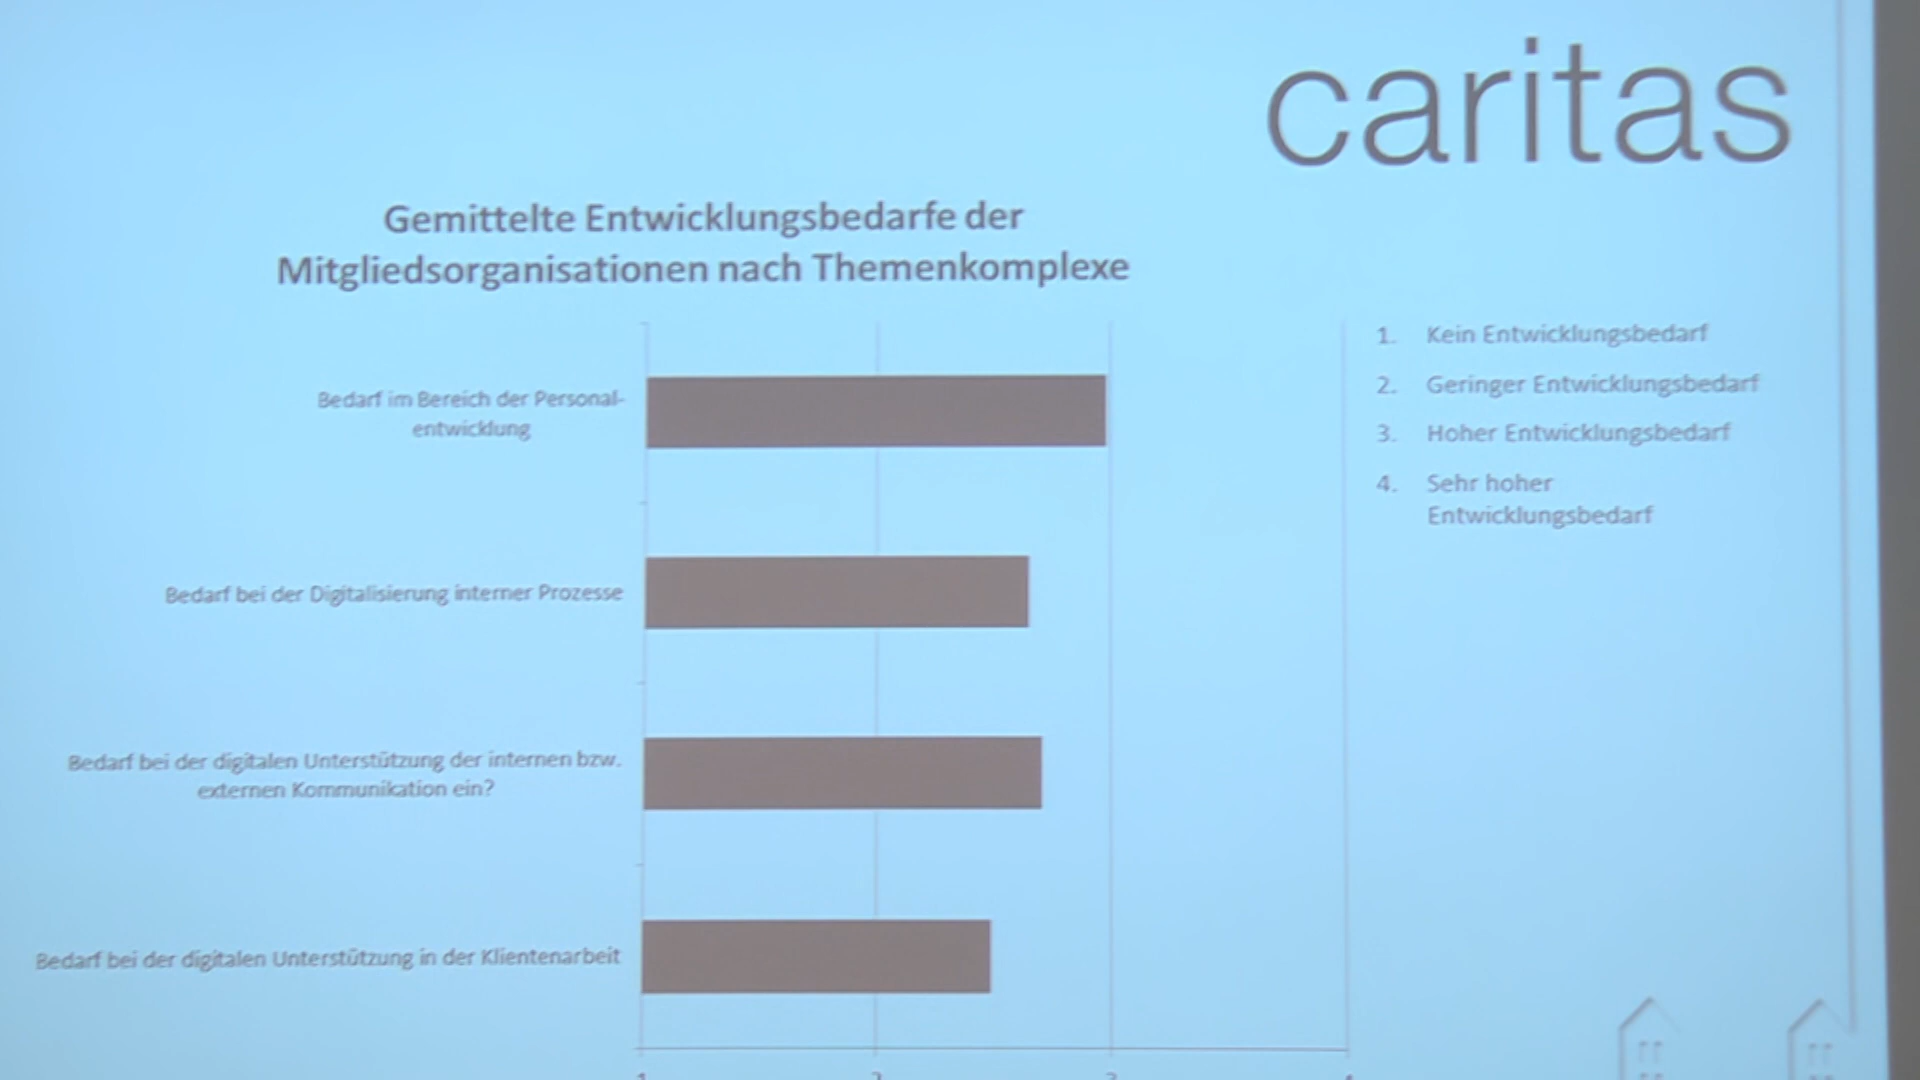 caritas
Gemittelte Entwicklungsbedarfe der
Mitgliedsorganisationen nach Themenkomplexe
Bedarf im Bereich der Personal-
entwicklung
Bedarf bei der Digitalisierung interner Prozesse
Bedarf bei der digitalen Unterstützung der internen bzw.
externen Kommunikation ein?
Bedarf bei der digitalen Unterstützung in der Klientenarbeit
1. Kein Entwicklungsbedarf
2. Geringer Entwicklungsbedarf
3. Hoher Entwicklungsbedarf
4. Sehr hoher
Entwicklungsbedarf